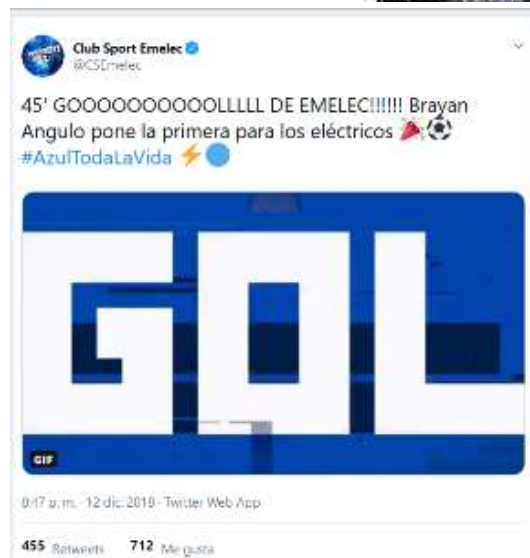 Club Sport Emelec
@CSEmelec
45' GOOOOOOOOOOLLLLL DE EMELEC!!!!!! Brayan
Angulo pone la primera para los eléctricos
#AzulTodaLaVida
GOL
GIF
8:47 p. m. · 12 dic. 2018 · Twitter Web App
455 Retweets 712 Me gusta